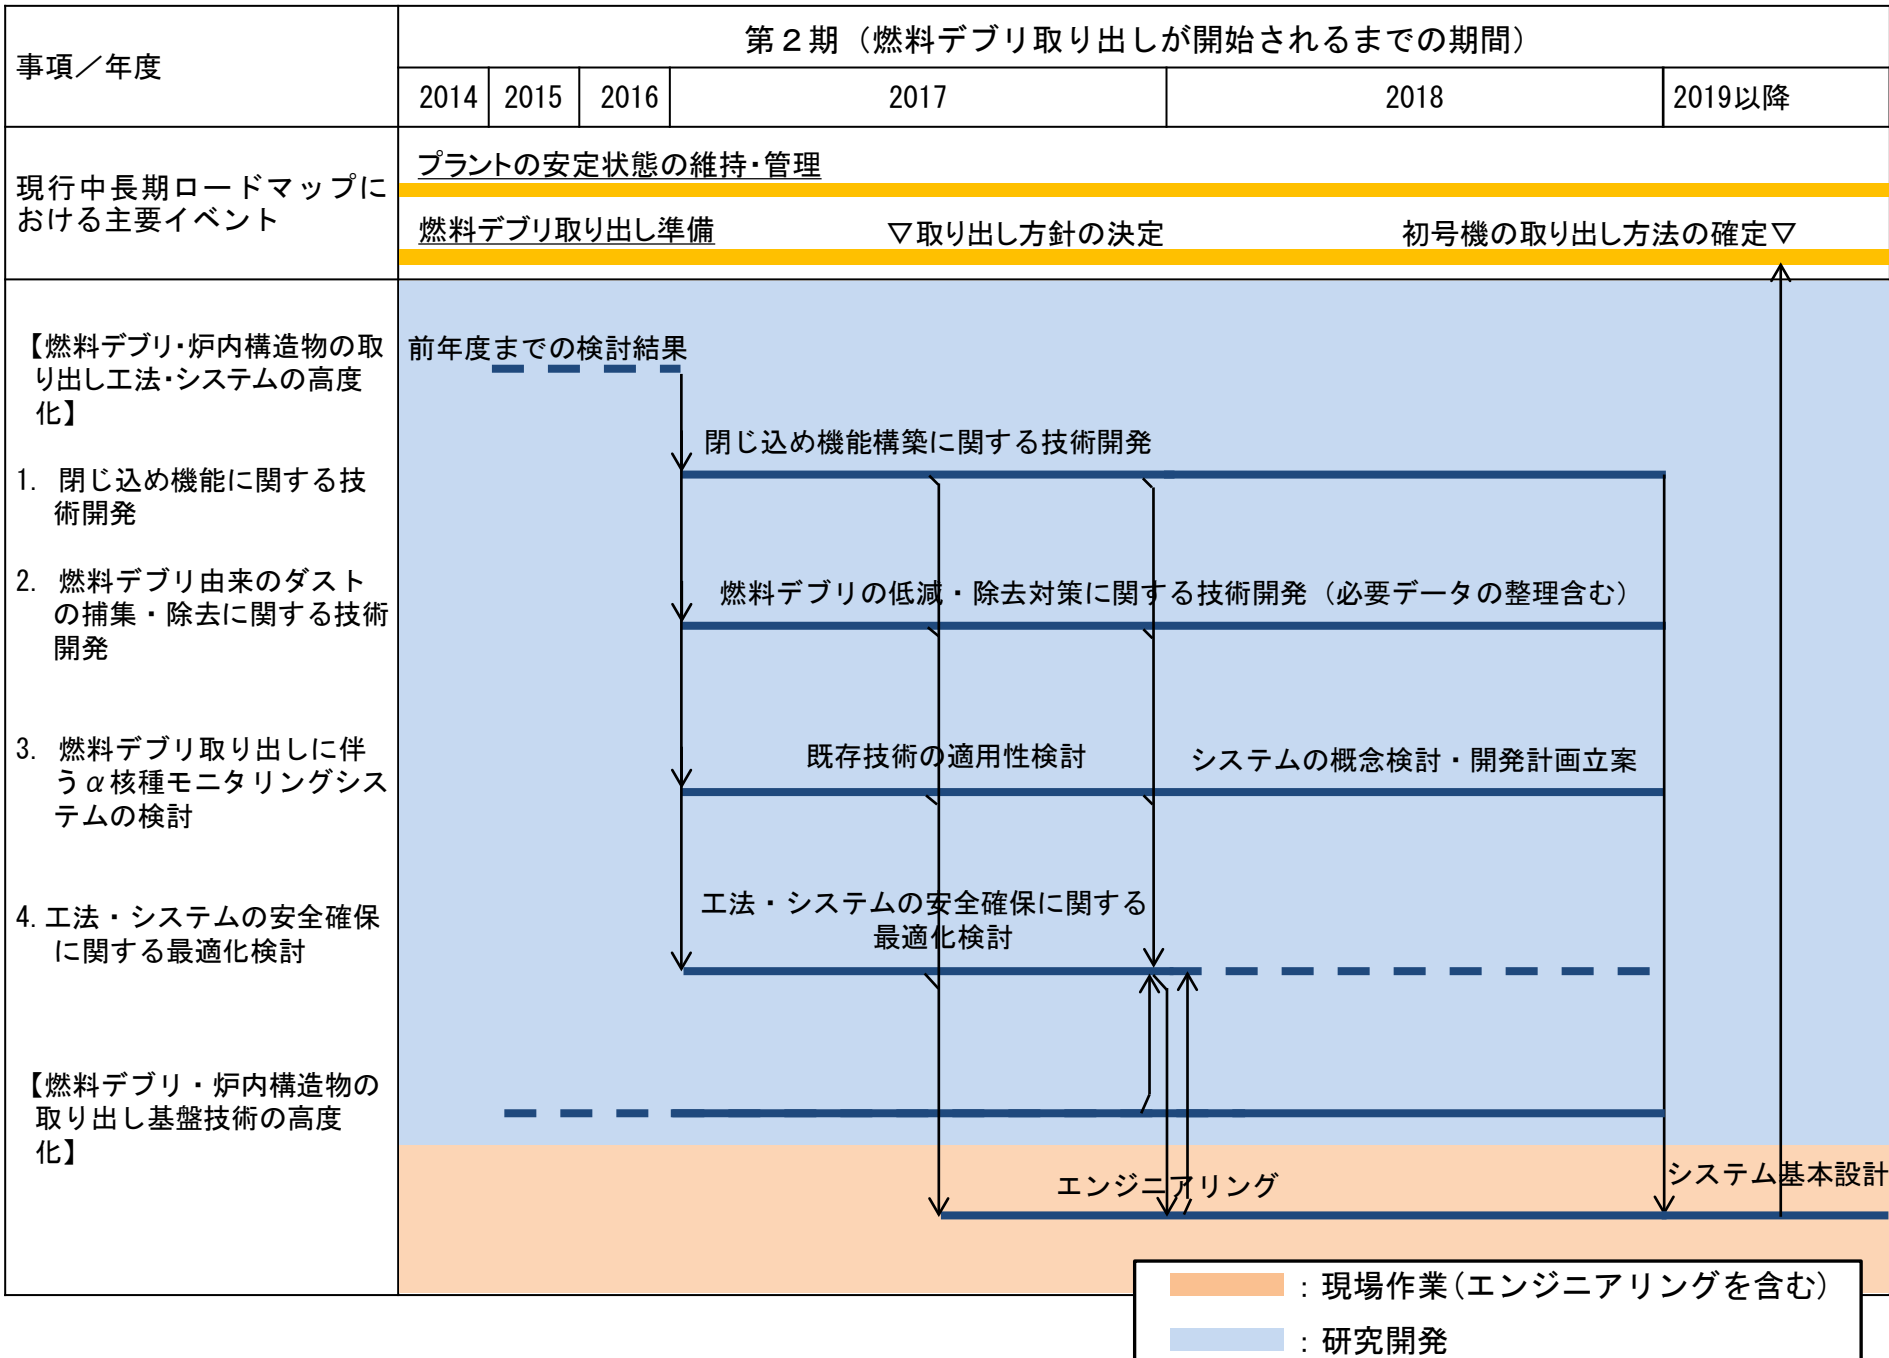 事項／年度
第２期（燃料デブリ取り出しが開始されるまでの期間）
2014 2015 2016 2017 2018 2019以降
現行中長期ロードマップに
おける主要イベント
プラントの安定状態の維持・管理
燃料デブリ取り出し準備 ▽取り出し方針の決定 初号機の取り出し方法の確定▽
【燃料デブリ・炉内構造物の取
り出し工法・システムの高度
化】
前年度までの検討結果
1. 閉じ込め機能に関する技
術開発
閉じ込め機能構築に関する技術開発
2. 燃料デブリ由来のダスト
の捕集・除去に関する技術
開発
燃料デブリの低減・除去対策に関する技術開発（必要データの整理含む）
3. 燃料デブリ取り出しに伴
うα核種モニタリングシス
テムの検討
既存技術の適用性検討 システムの概念検討・開発計画立案
4. 工法・システムの安全確保
に関する最適化検討
工法・システムの安全確保に関する
最適化検討
【燃料デブリ・炉内構造物の
取り出し基盤技術の高度
化】
エンジニアリング システム基本設計
：現場作業（エンジニアリングを含む）
：研究開発